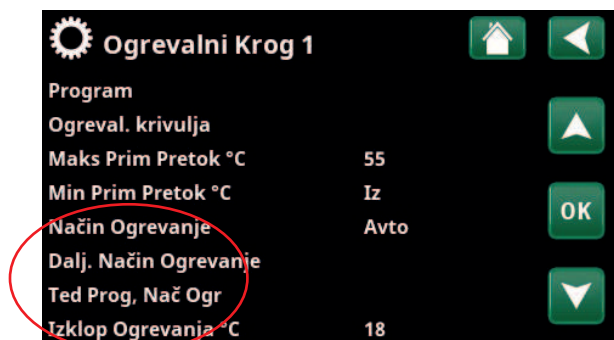 Ogrevalni Krog 1
Program
Ogreval. krivulja
Maks Prim Pretok °C 55
Min Prim Pretok °C Iz
Način Ogrevanje Avto
OK
Dalj. Način Ogrevanje
Ted Prog, Nač Ogr
Izklop Ogrevanja °C 18